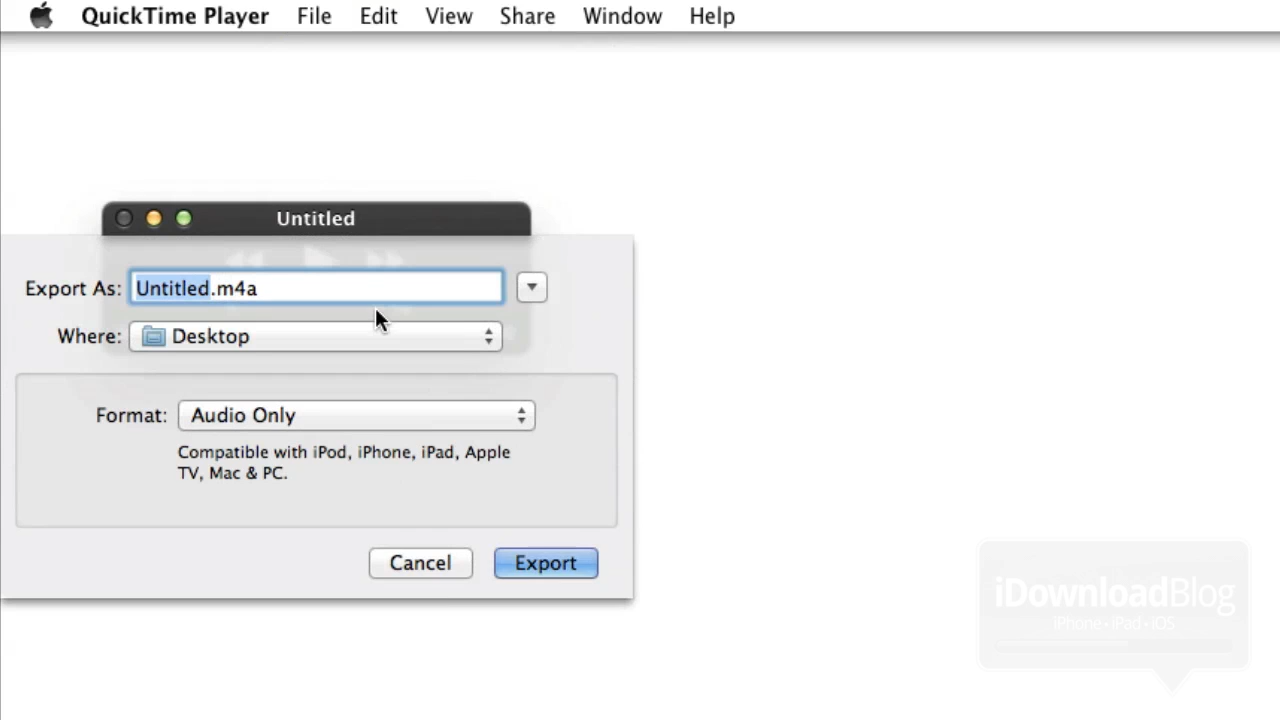 QuickTime Player File Edit View Share Window Help
Untitled
Export As: Untitled.m4a
Where: Desktop
Format: Audio Only
Compatible with iPod, iPhone, iPad, Apple
TV, Mac & PC.
Cancel Export
iDownloadBlog
iPhone • iPad • iOS